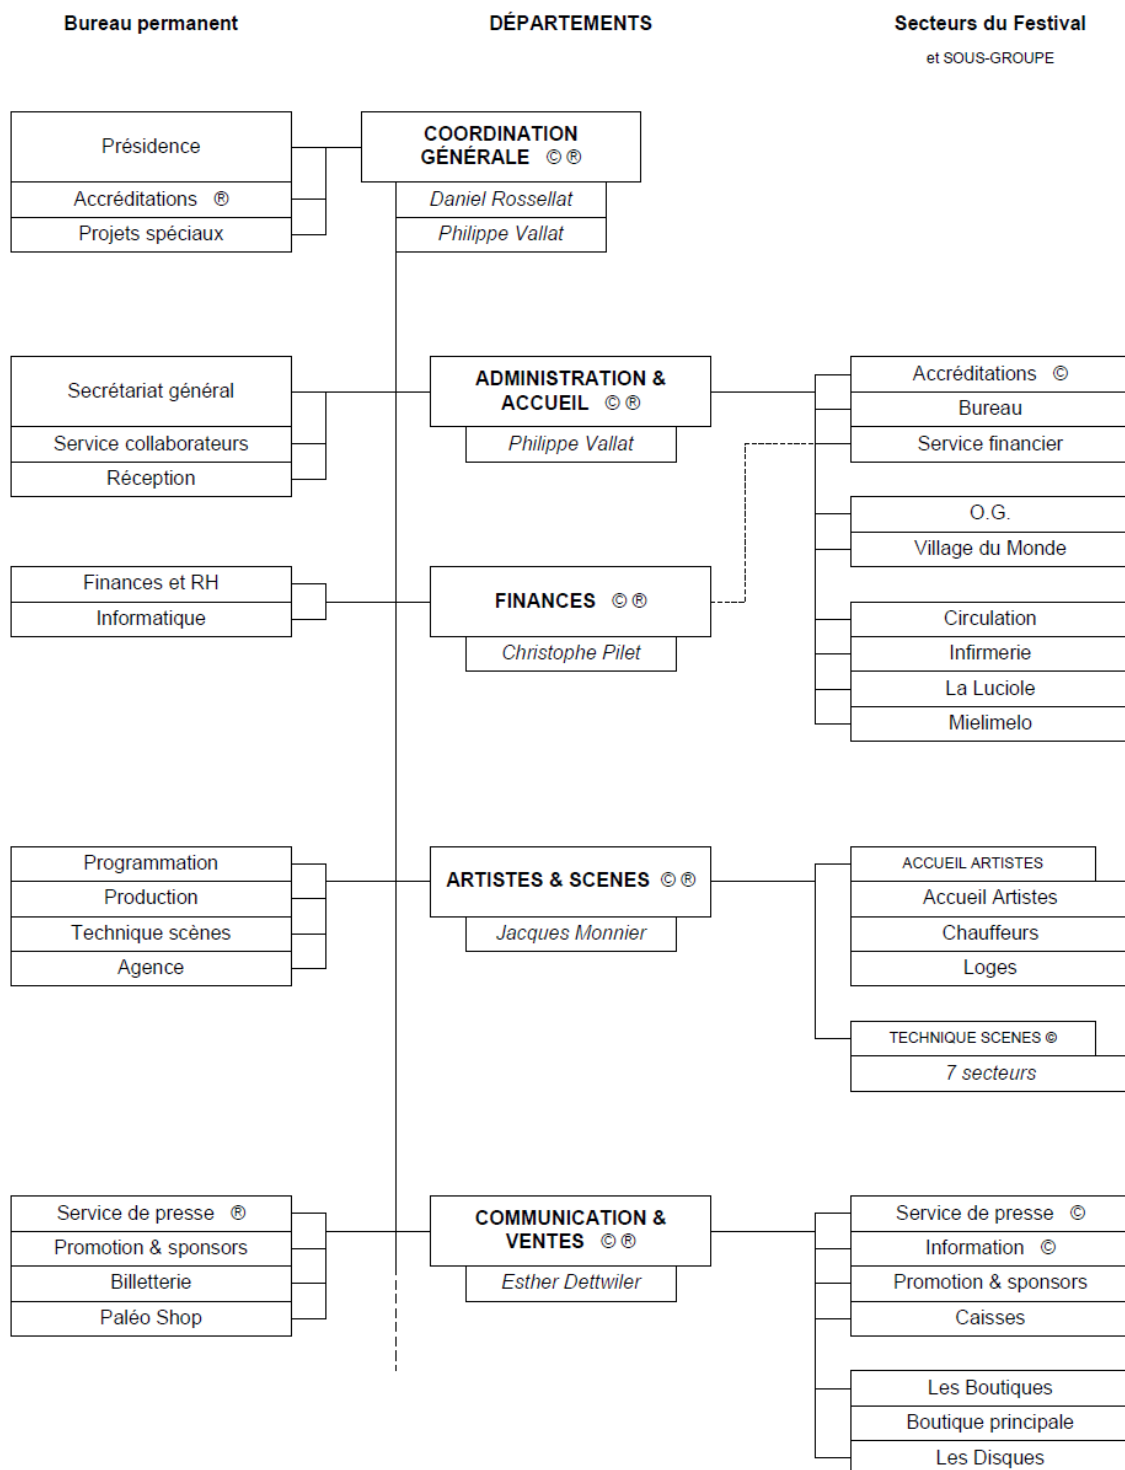 Bureau permanent
DÉPARTEMENTS
Secteurs du Festival
et SOUS-GROUPE
Présidence
Accréditations ®
Projets spéciaux
COORDINATION
GÉNÉRALE © ®
Daniel Rossellat
Philippe Vallat
Secrétariat général
Service collaborateurs
Réception
ADMINISTRATION &
ACCUEIL © ®
Philippe Vallat
Accréditations ©
Bureau
Service financier
O.G.
Village du Monde
Finances et RH
Informatique
FINANCES © ®
Christophe Pilet
Circulation
Infirmerie
La Luciole
Mielimelo
Programmation
Production
Technique scènes
Agence
ARTISTES & SCENES © ®
Jacques Monnier
ACCUEIL ARTISTES
Accueil Artistes
Chauffeurs
Loges
TECHNIQUE SCENES ©
7 secteurs
Service de presse ®
Promotion & sponsors
Billetterie
Paléo Shop
COMMUNICATION &
VENTES © ®
Esther Dettwiler
Service de presse ©
Information ©
Promotion & sponsors
Caisses
Les Boutiques
Boutique principale
Les Disques